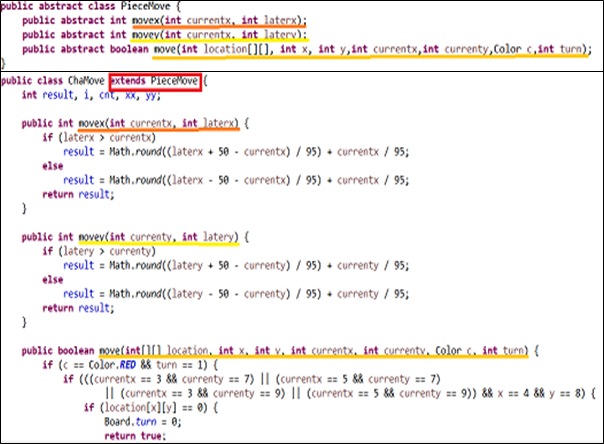 public abstract class PieceMove {
public abstract int movex(int currentx, int laterx);
public abstract int movey(int currentx, int latery);
public abstract boolean move(int location[][], int x, int y,int currentx,int currenty,Color c,int turn);
}
public class ChaMove extends PieceMove {
int result, i, cnt, xx, yy;
public int movex(int currentx, int laterx) {
if (laterx > currentx)
result = Math.round((laterx + 50 - currentx) / 95) + currentx / 95;
else
result = Math.round((laterx - 50 - currentx) / 95) + currentx / 95;
return result;
}
public int movey(int currenty, int latery) {
if (latery > currenty)
result = Math.round((latery + 50 - currenty) / 95) + currenty / 95;
else
result = Math.round((latery - 50 - currenty) / 95) + currenty / 95;
return result;
}
public boolean move(int[][] location, int x, int y, int currentx, int currenty, Color c, int turn) {
if (c == Color.RED && turn == 1) {
if (((currentx == 3 && currenty == 7) || (currentx == 5 && currenty == 7)
|| (currentx == 3 && currenty == 9) || (currentx == 5 && currenty == 9)) && x == 4 && y == 8) {
if (location[x][y] == 0) {
Board.turn = 0;
return true;